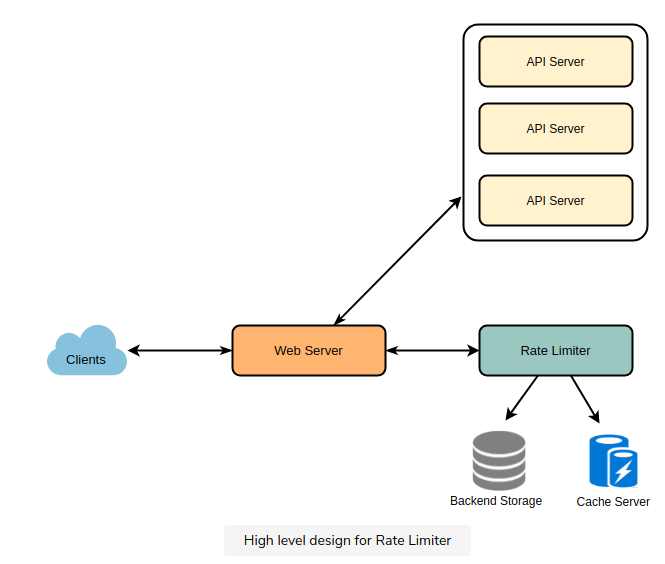 API Server
API Server
API Server
Clients
Web Server
Rate Limiter
Backend Storage
Cache Server
High level design for Rate Limiter